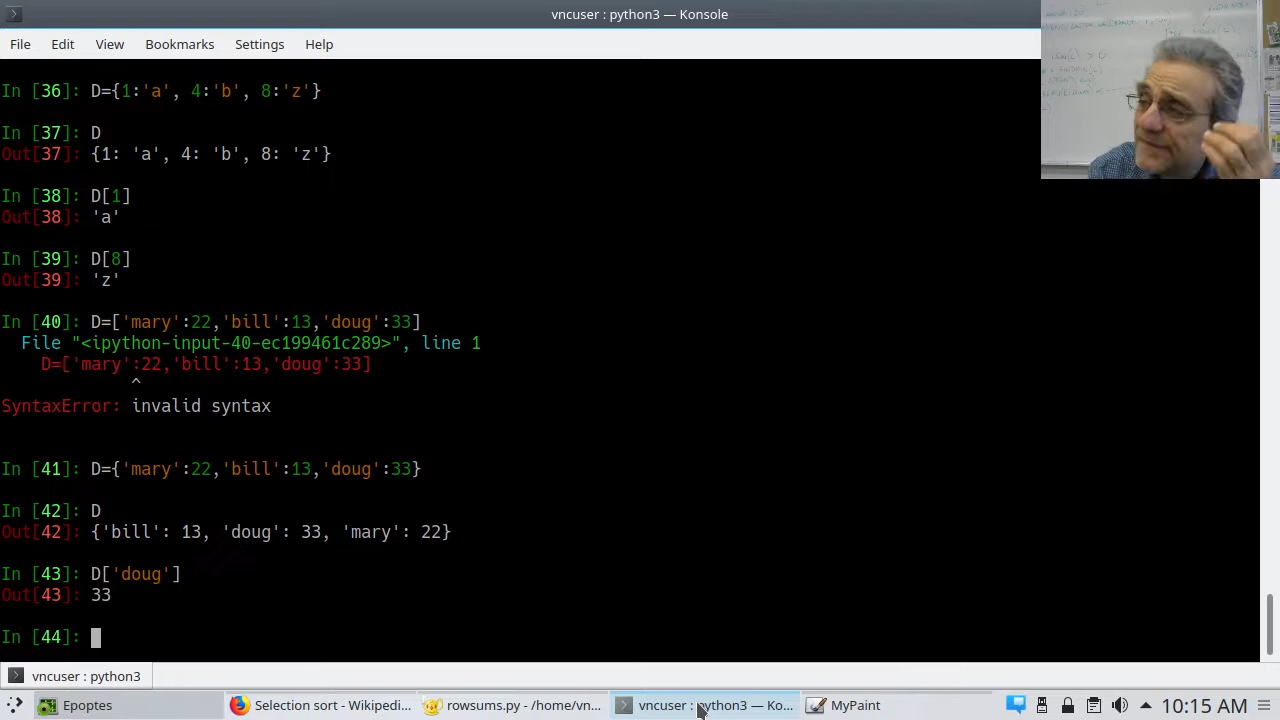 vncuser : python3 — Konsole
File Edit View Bookmarks Settings Help
In [36]: D={1:'a', 4:'b', 8:'z'}
In [37]: D
Out[37]: {1: 'a', 4: 'b', 8: 'z'}
In [38]: D[1]
Out[38]: 'a'
In [39]: D[8]
Out[39]: 'z'
In [40]: D=['mary':22,'bill':13,'doug':33]
File "<ipython-input-40-ec199461c289>", line 1
D=['mary':22,'bill':13,'doug':33]
^
SyntaxError: invalid syntax
In [41]: D={'mary':22,'bill':13,'doug':33}
In [42]: D
Out[42]: {'bill': 13, 'doug': 33, 'mary': 22}
In [43]: D['doug']
Out[43]: 33
In [44]:
vncuser : python3
Epoptes Selection sort - Wikipedi... rowsums.py - /home/vn... vncuser : python3 — Ko... MyPaint 10:15 AM